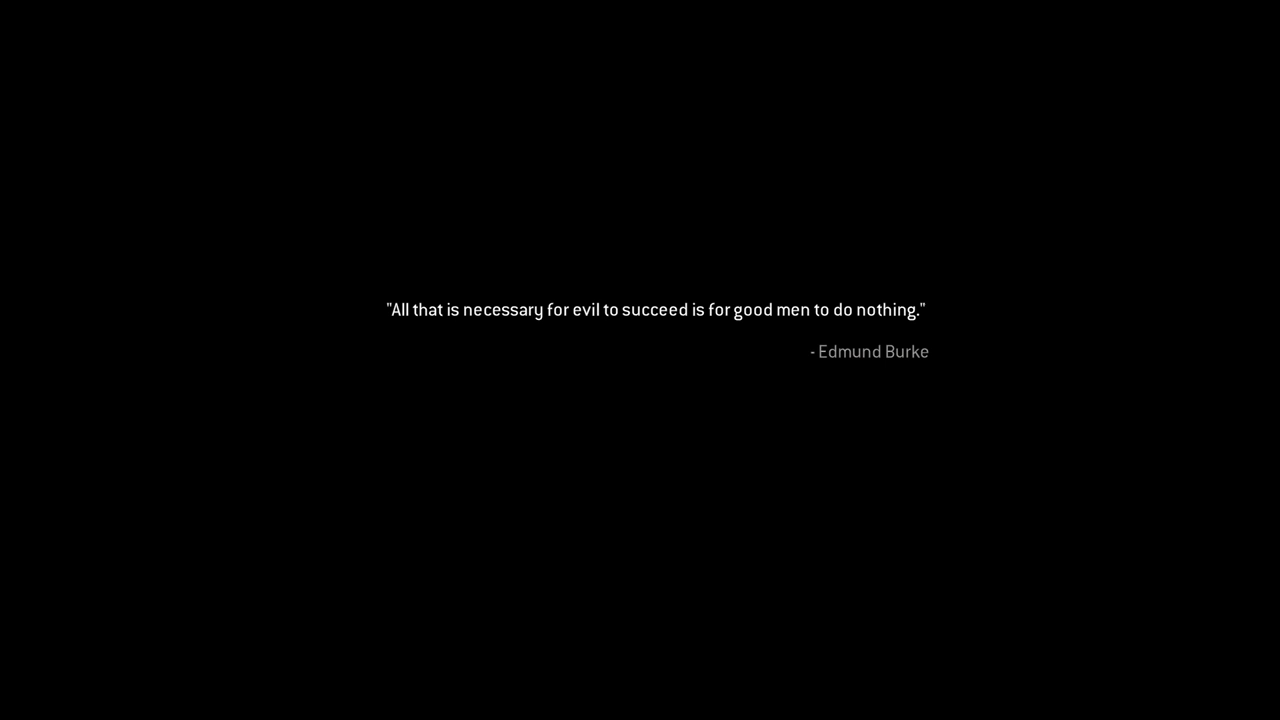 "All that is necessary for evil to succeed is for good men to do nothing."
- Edmund Burke